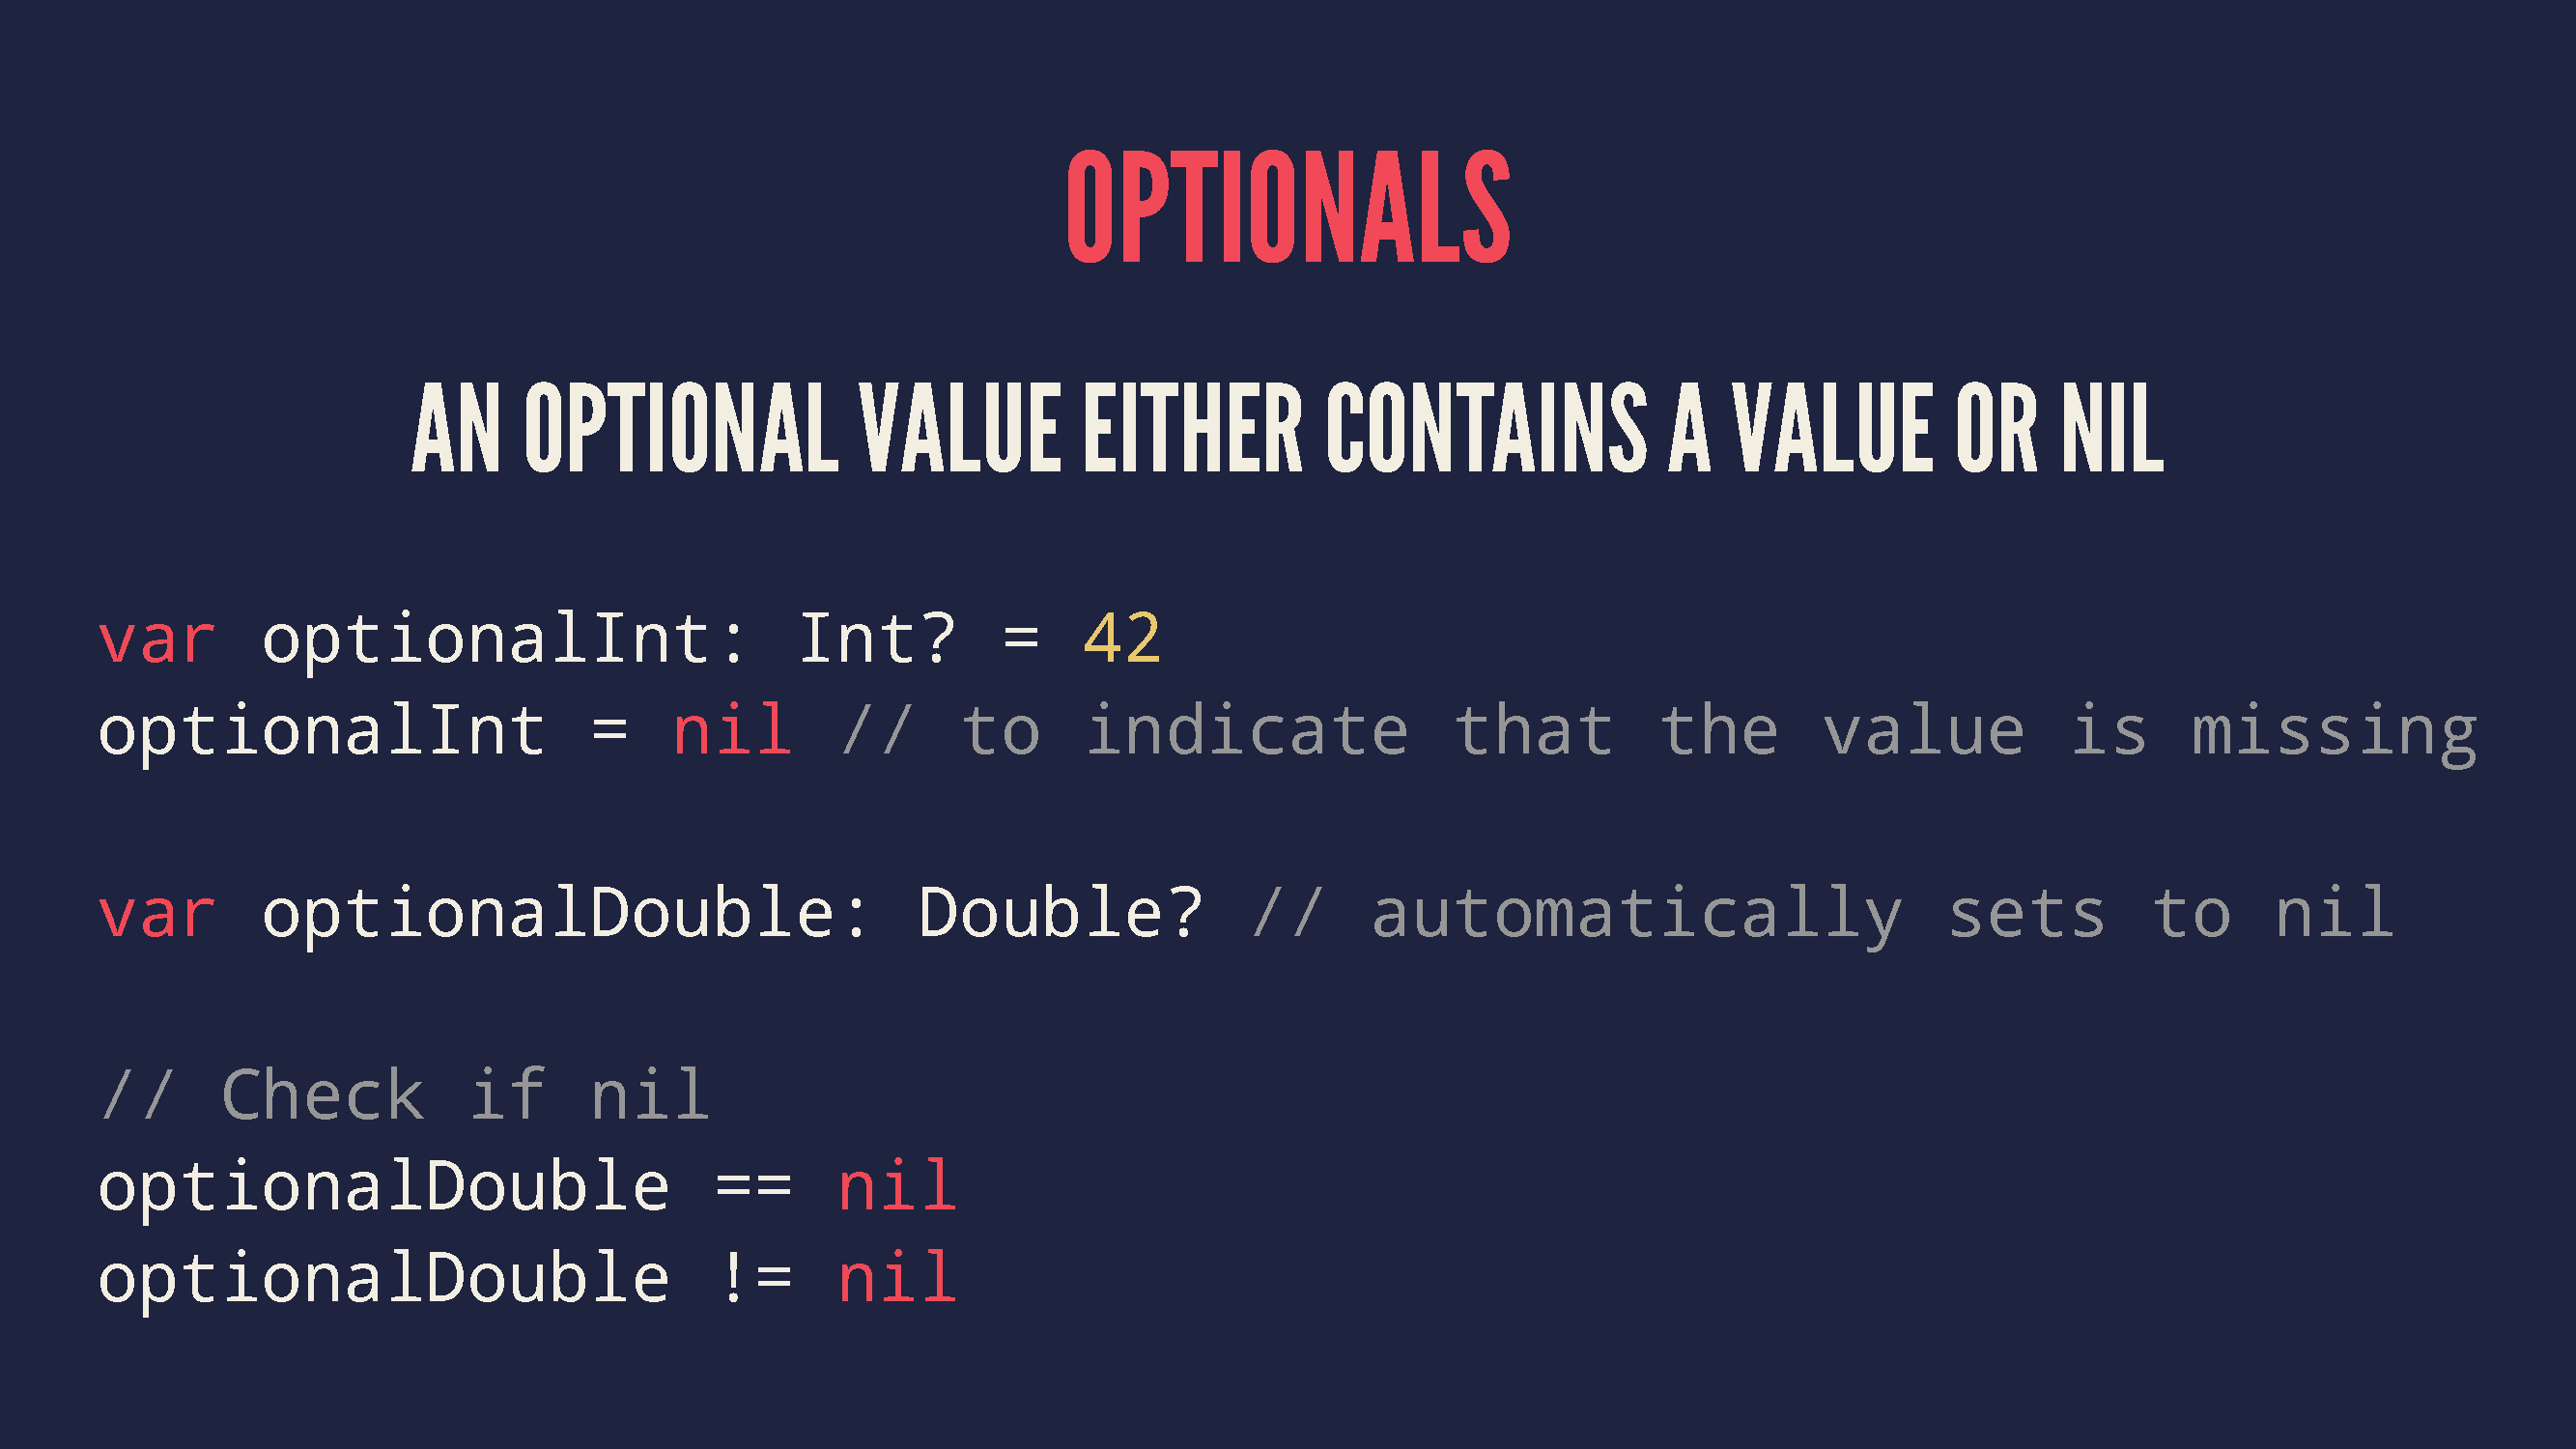 OPTIONALS
AN OPTIONAL VALUE EITHER CONTAINS A VALUE OR NIL
var optionalInt: Int? = 42
optionalInt = nil // to indicate that the value is missing
var optionalDouble: Double? // automatically sets to nil
// Check if nil
optionalDouble == nil
optionalDouble != nil